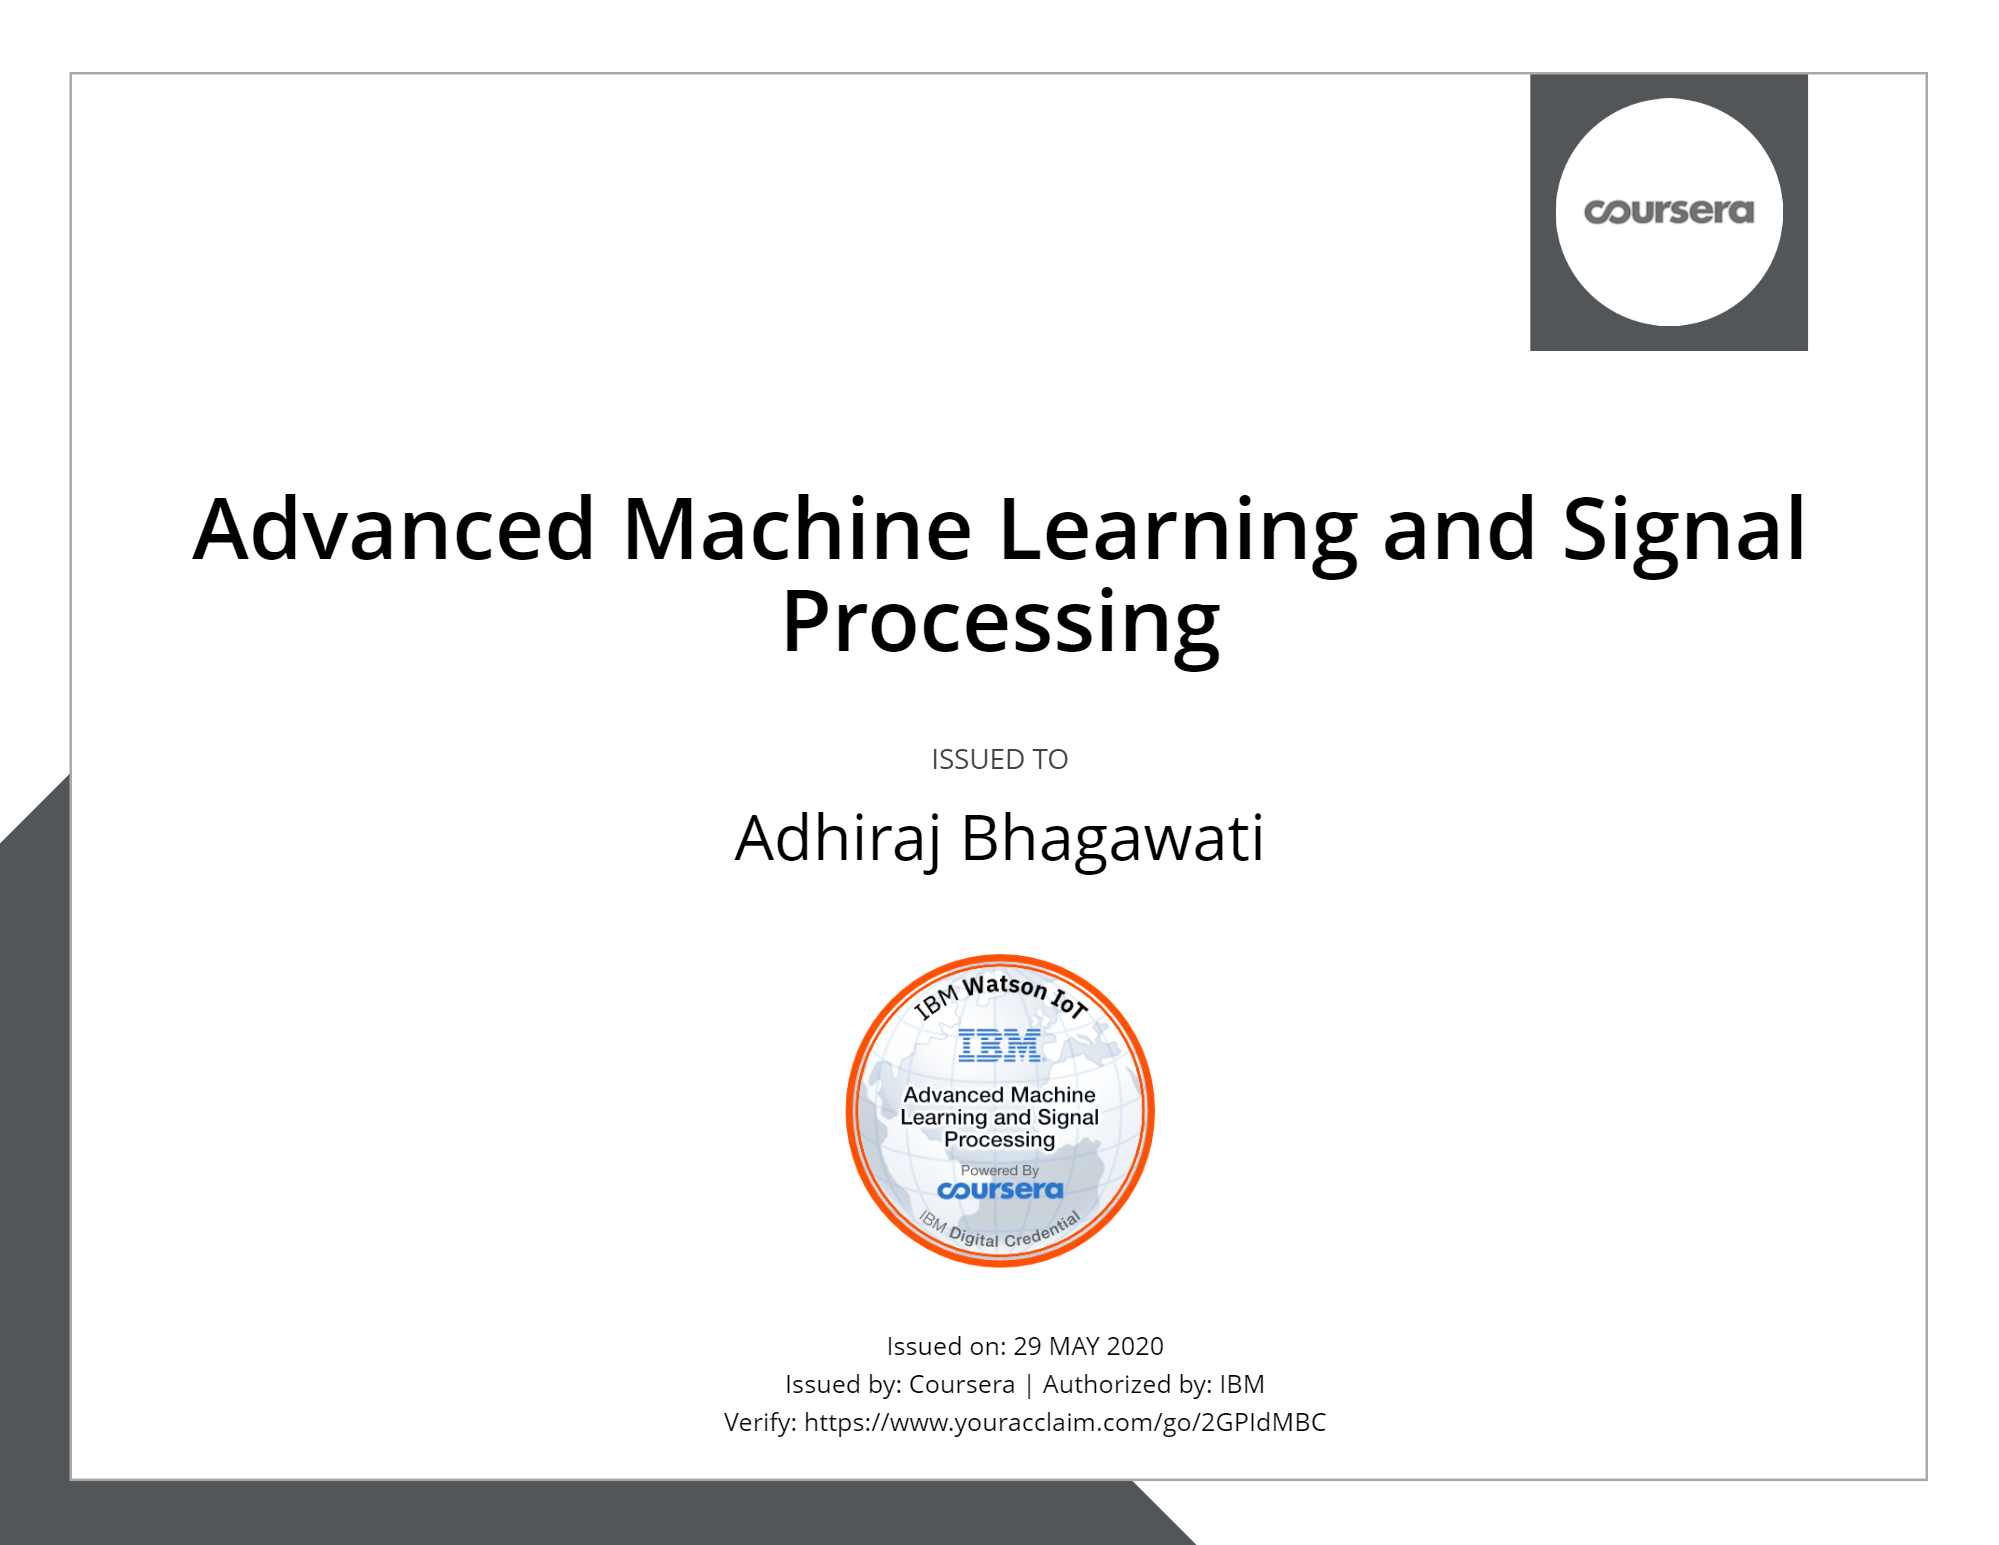 coursera
Advanced Machine Learning and Signal
Processing
ISSUED TO
Adhiraj Bhagawati
IBM Watson IoT
IBM
Advanced Machine
Learning and Signal
Processing
Powered By
coursera
IBM Digital Credential
Issued on: 29 MAY 2020
Issued by: Coursera | Authorized by: IBM
Verify: https://www.youracclaim.com/go/2GPIdMBC